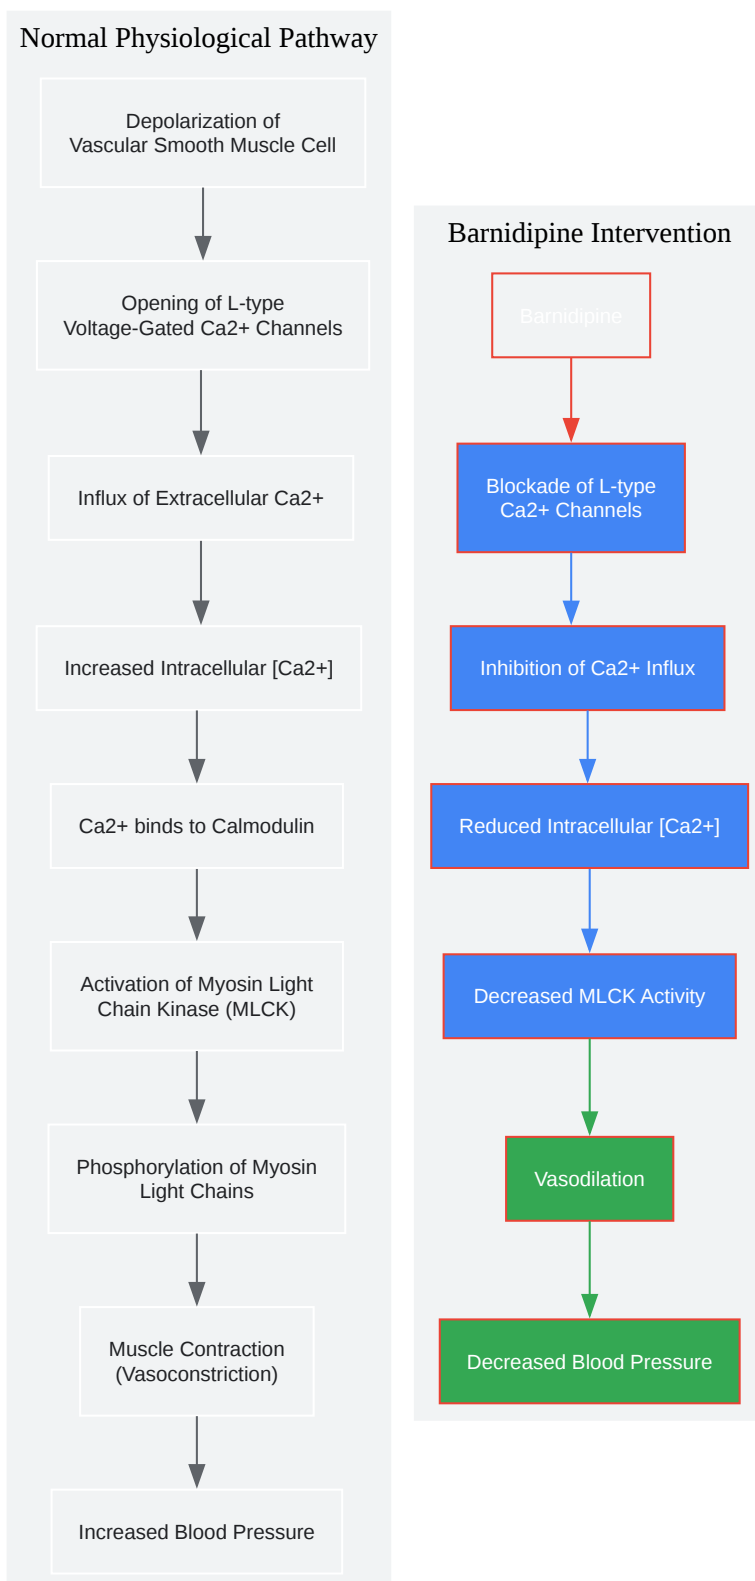 Normal Physiological Pathway
Depolarization of
Vascular Smooth Muscle Cell
Opening of L-type
Voltage-Gated Ca2+ Channels
Influx of Extracellular Ca2+
Increased Intracellular [Ca2+]
Ca2+ binds to Calmodulin
Activation of Myosin Light
Chain Kinase (MLCK)
Phosphorylation of Myosin
Light Chains
Muscle Contraction
(Vasoconstriction)
Increased Blood Pressure
Barnidipine Intervention
Barnidipine
Blockade of L-type
Ca2+ Channels
Inhibition of Ca2+ Influx
Reduced Intracellular [Ca2+]
Decreased MLCK Activity
Vasodilation
Decreased Blood Pressure